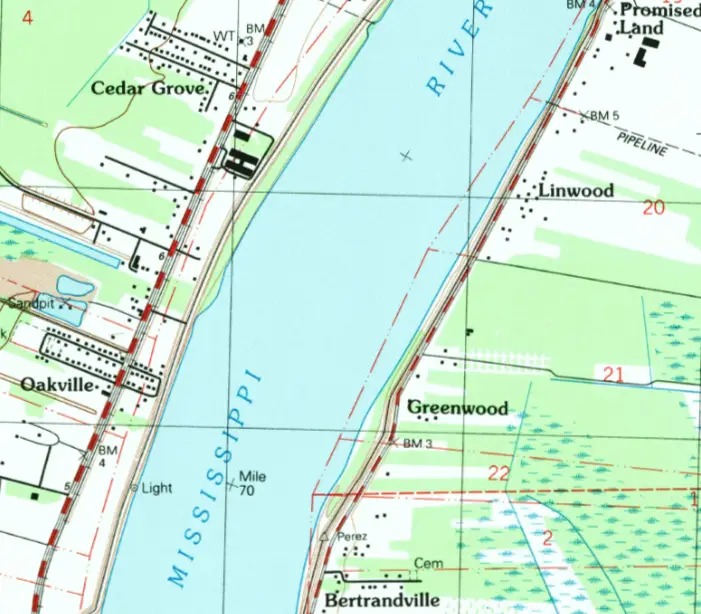 BM 4
Promised
Land
4
WT
BM
3
RIVER
Cedar Grove
6
BM 5
PIPELINE
Linwood
20
6
Sandpit
k
21
Oakville
MISSISSIPPI
Greenwood
BM 3
BM
4
5
Light
Mile
70
22
1
Perez
2
Cem
Bertrandville